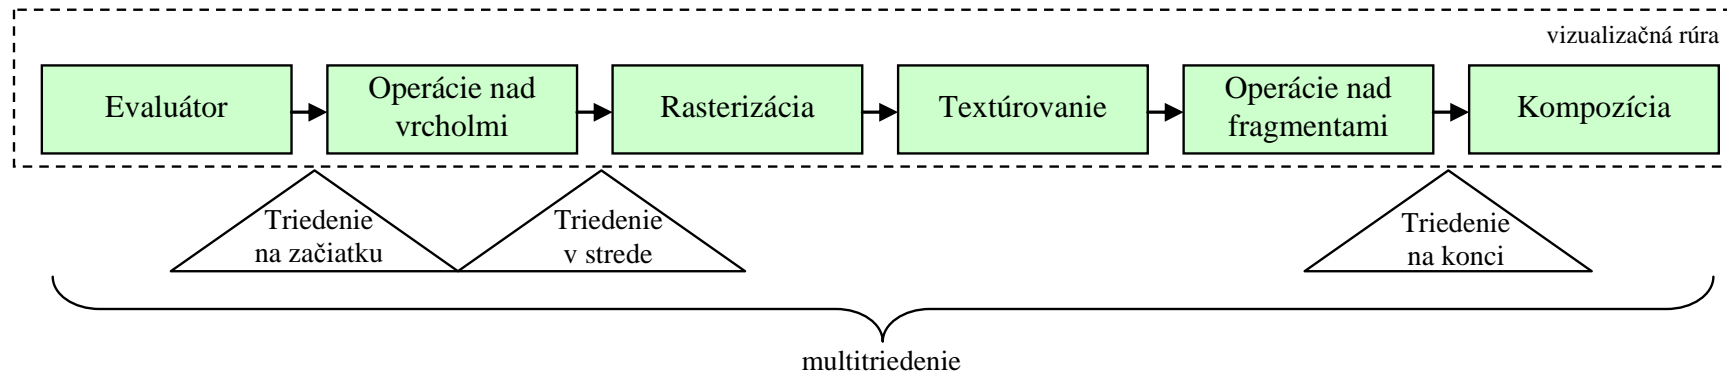 vizualizačná rúra
Evaluátor
Operácie nad
vrcholmi
Rasterizácia
Textúrovanie
Operácie nad
fragmentami
Kompozícia
Triedenie
na začiatku
Triedenie
v strede
Triedenie
na konci
multitriedenie